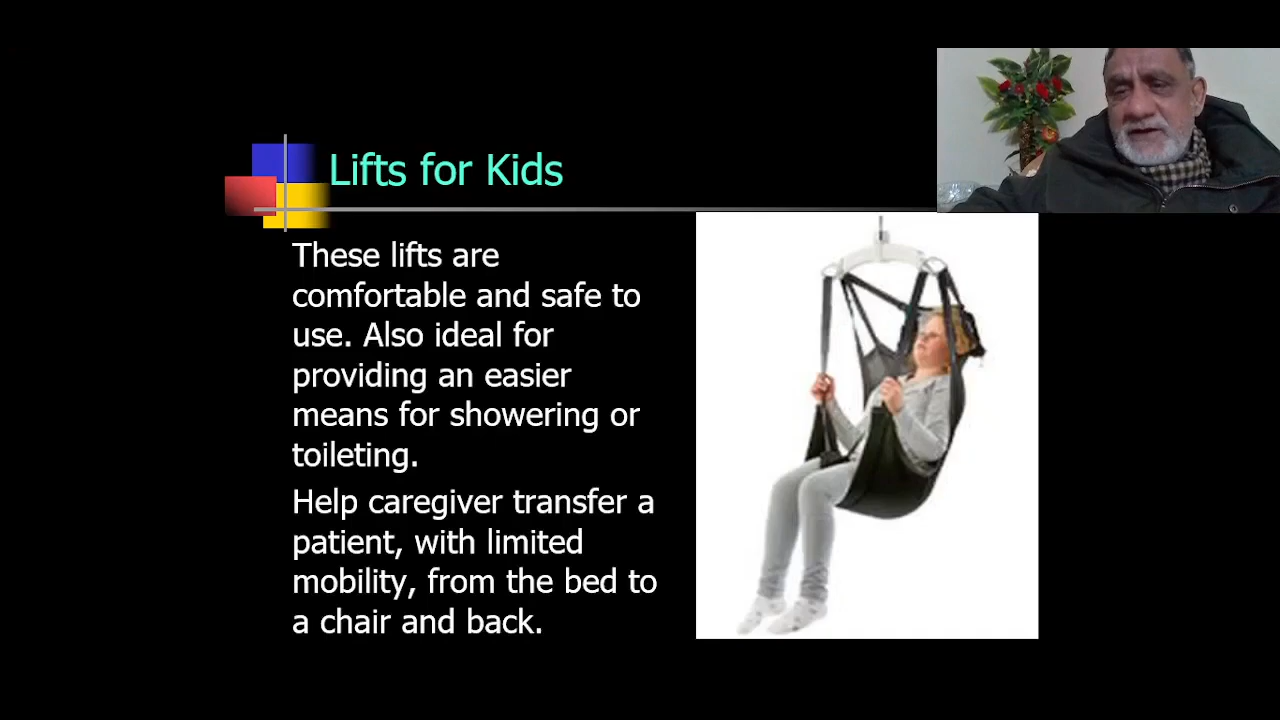 Lifts for Kids
These lifts are
comfortable and safe to
use. Also ideal for
providing an easier
means for showering or
toileting.
Help caregiver transfer a
patient, with limited
mobility, from the bed to
a chair and back.